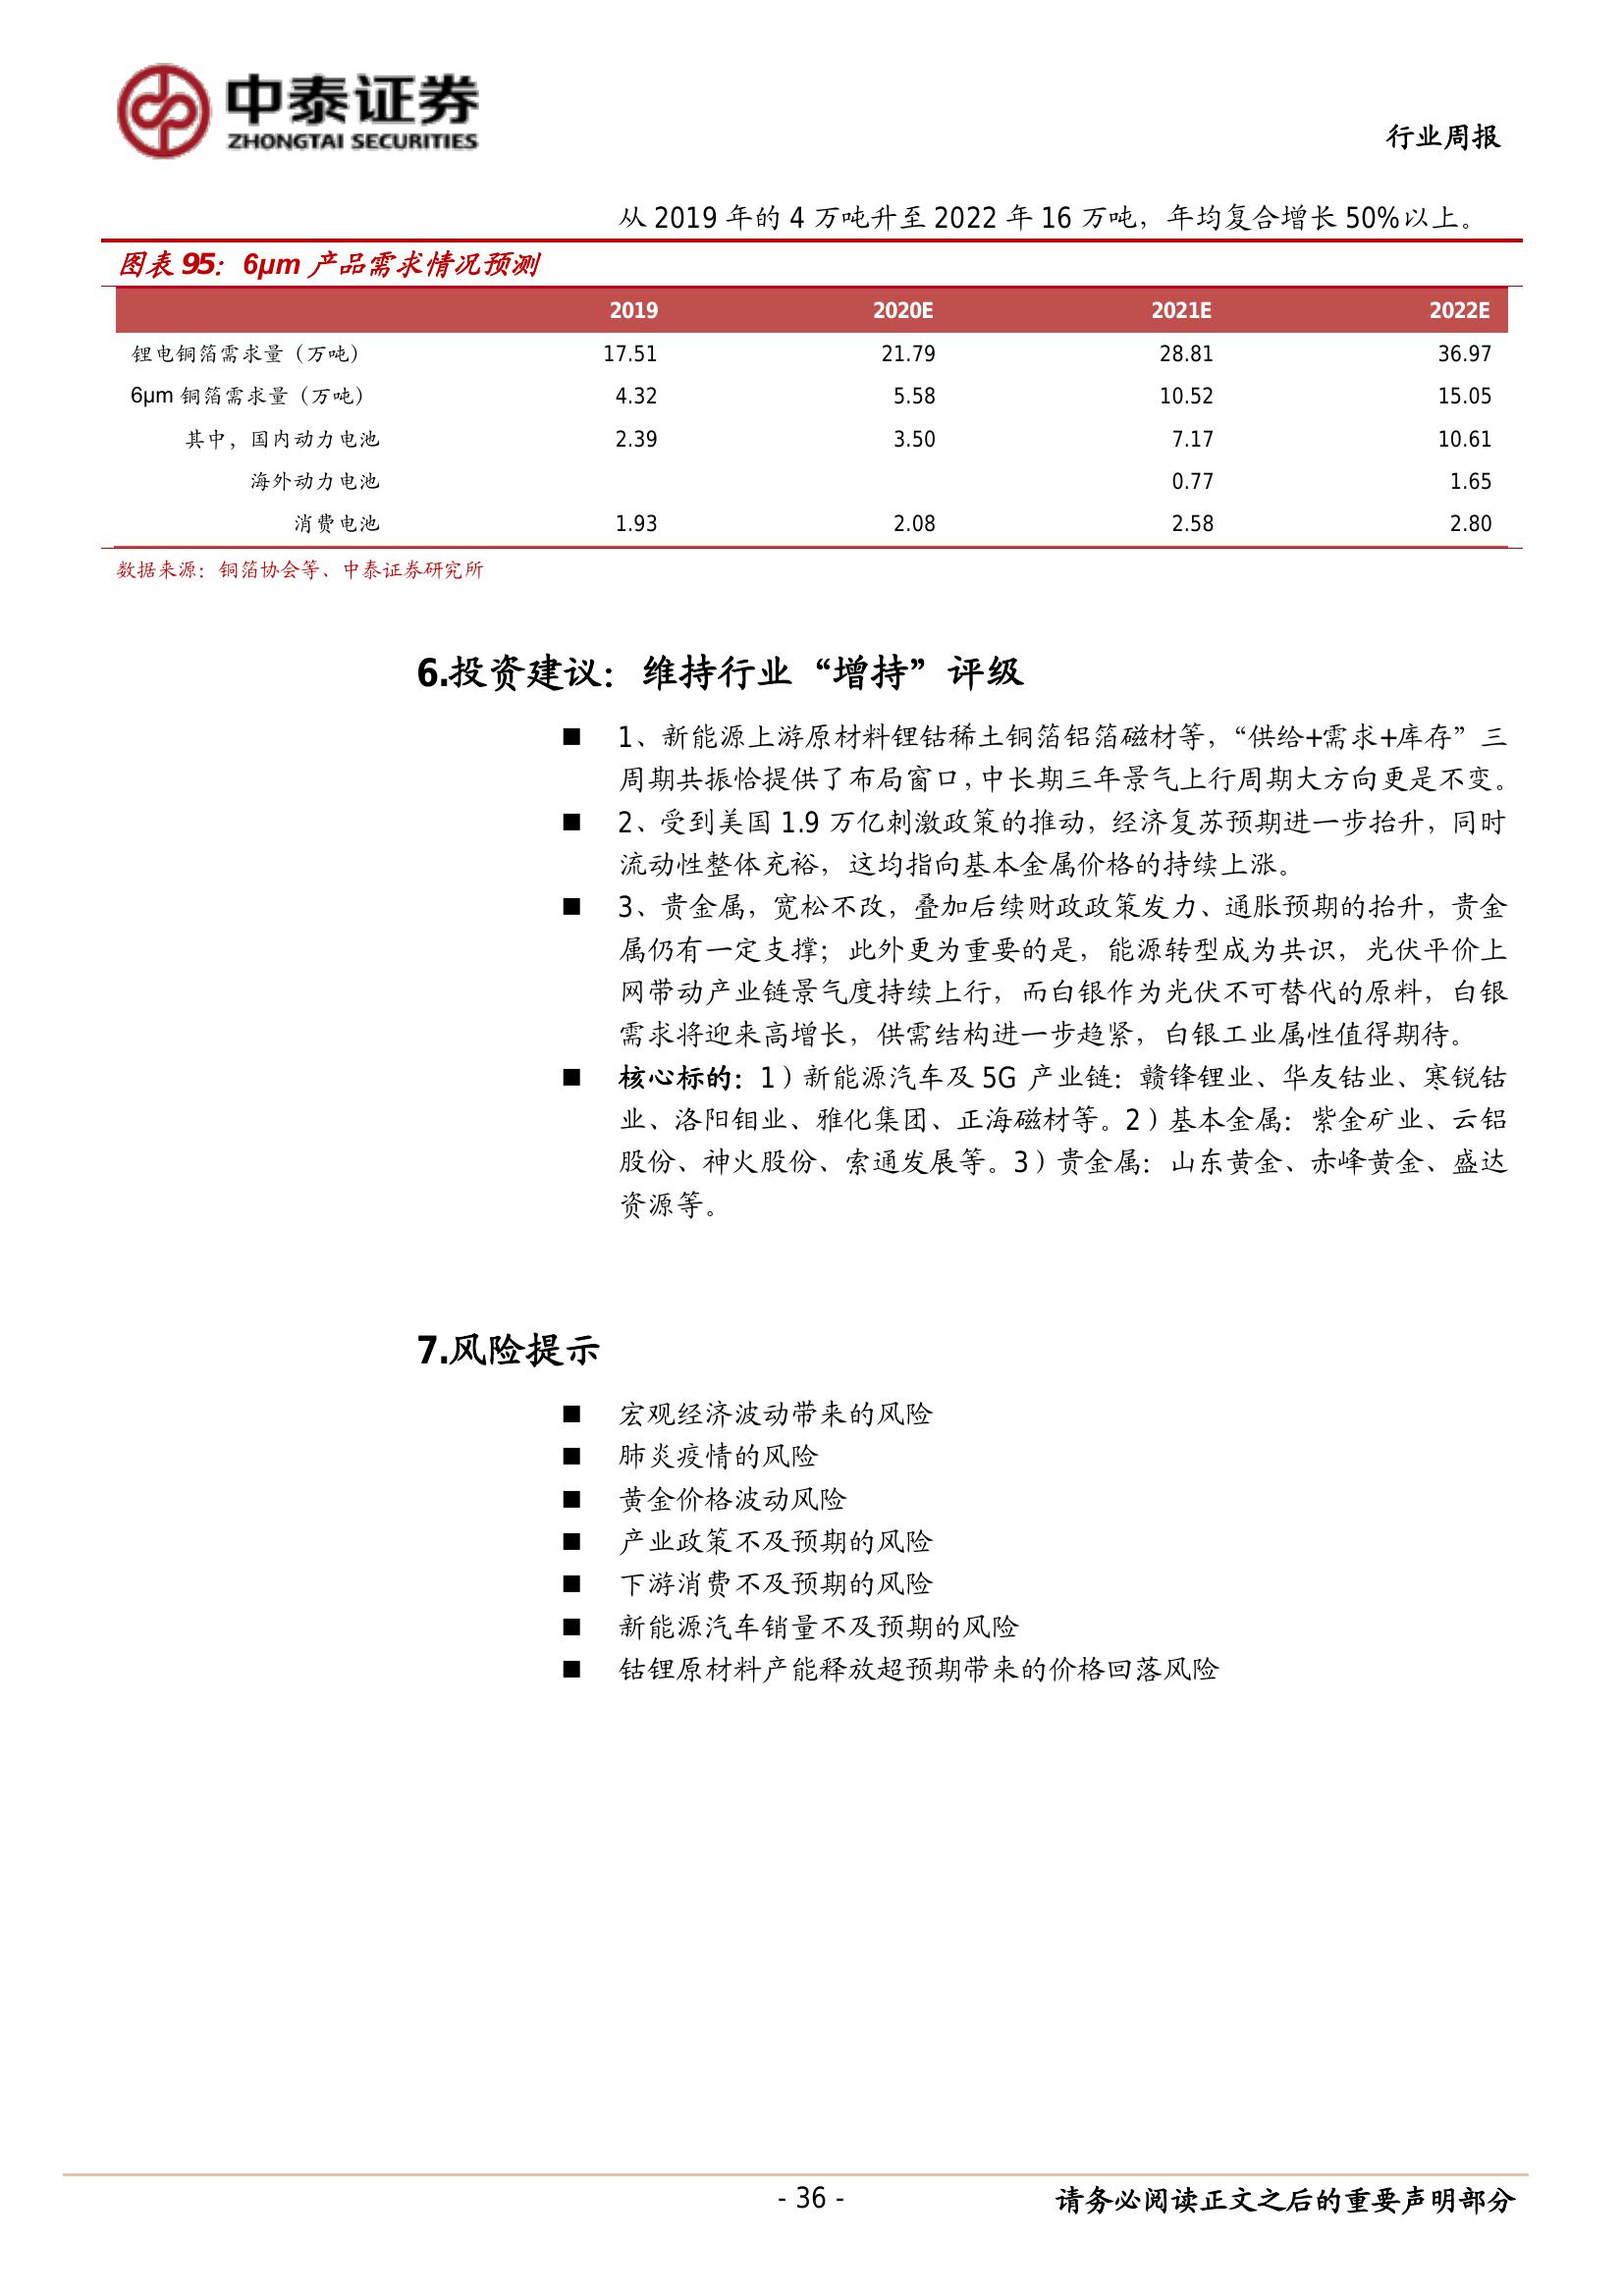 中泰证券
ZHONGTAI SECURITIES
行业周报
从 2019 年的 4 万吨升至 2022 年 16 万吨，年均复合增长 50%以上。
图表 95：6μm 产品需求情况预测
2019 2020E 2021E 2022E
锂电铜箔需求量（万吨） 17.51 21.79 28.81 36.97
6μm 铜箔需求量（万吨） 4.32 5.58 10.52 15.05
其中，国内动力电池 2.39 3.50 7.17 10.61
海外动力电池 0.77 1.65
消费电池 1.93 2.08 2.58 2.80
数据来源：铜箔协会等、中泰证券研究所
6.投资建议：维持行业“增持”评级
■ 1、新能源上游原材料锂钴稀土铜箔铝箔磁材等，“供给+需求+库存”三
周期共振恰提供了布局窗口，中长期三年景气上行周期大方向更是不变。
■ 2、受到美国 1.9 万亿刺激政策的推动，经济复苏预期进一步抬升，同时
流动性整体充裕，这均指向基本金属价格的持续上涨。
■ 3、贵金属，宽松不改，叠加后续财政政策发力、通胀预期的抬升，贵金
属仍有一定支撑；此外更为重要的是，能源转型成为共识，光伏平价上
网带动产业链景气度持续上行，而白银作为光伏不可替代的原料，白银
需求将迎来高增长，供需结构进一步趋紧，白银工业属性值得期待。
■ 核心标的：1）新能源汽车及 5G 产业链：赣锋锂业、华友钴业、寒锐钴
业、洛阳钼业、雅化集团、正海磁材等。2）基本金属：紫金矿业、云铝
股份、神火股份、索通发展等。3）贵金属：山东黄金、赤峰黄金、盛达
资源等。
7.风险提示
■ 宏观经济波动带来的风险
■ 肺炎疫情的风险
■ 黄金价格波动风险
■ 产业政策不及预期的风险
■ 下游消费不及预期的风险
■ 新能源汽车销量不及预期的风险
■ 钴锂原材料产能释放超预期带来的价格回落风险
- 36 -
请务必阅读正文之后的重要声明部分